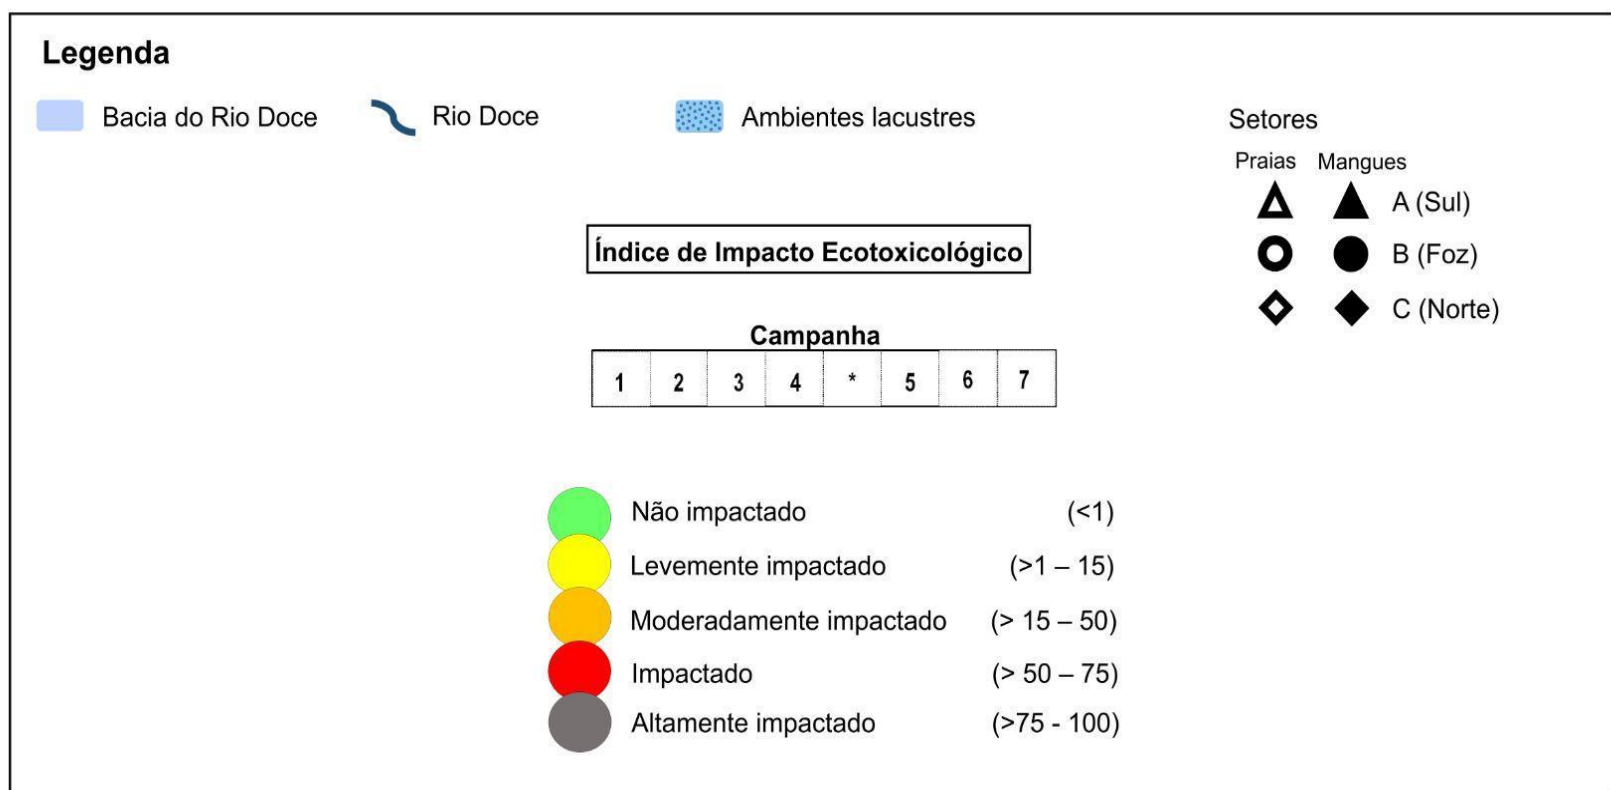 Legenda
Bacia do Rio Doce
Rio Doce
Ambientes lacustres
Setores
Praias Mangues
A (Sul)
B (Foz)
C (Norte)
Índice de Impacto Ecotoxicológico
Campanha
1 2 3 4 * 5 6 7
Não impactado (<1)
Levemente impactado (>1 – 15)
Moderadamente impactado (> 15 – 50)
Impactado (> 50 – 75)
Altamente impactado (>75 - 100)